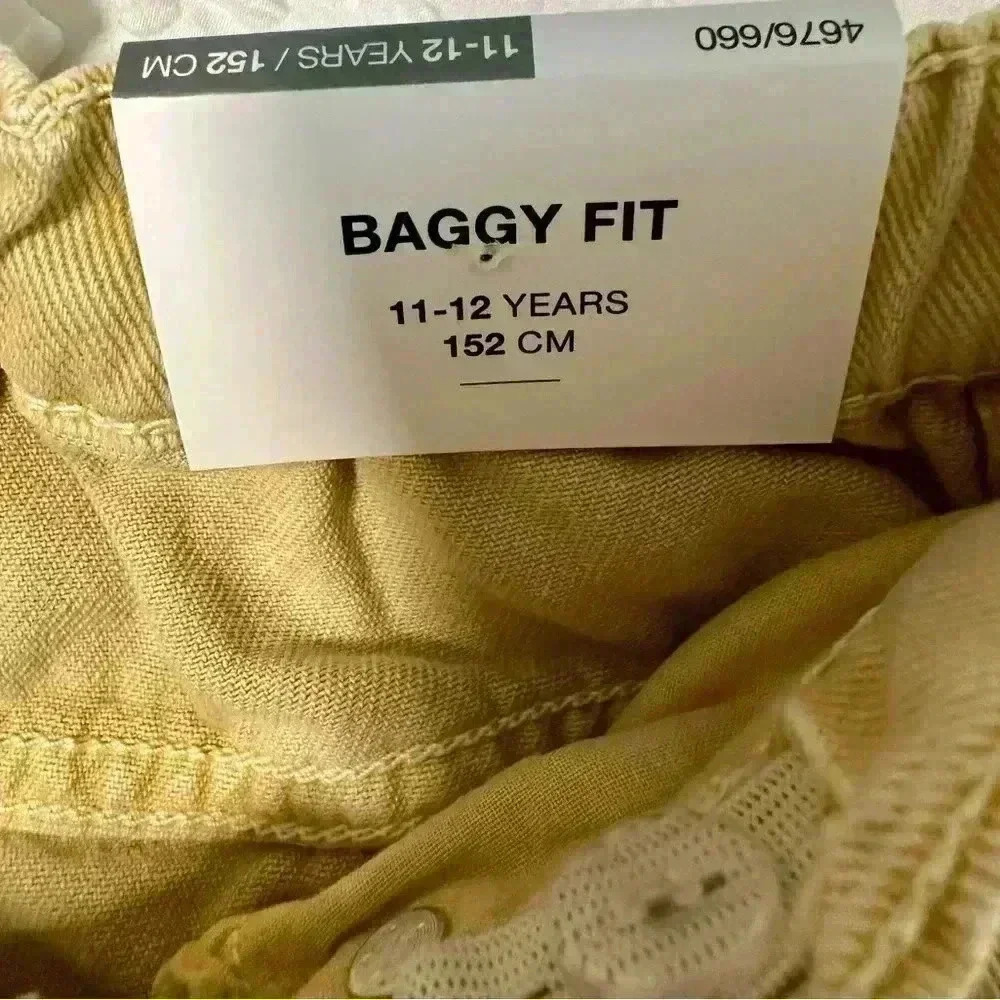 11-12 YEARS / 152 CM
4676/660
BAGGY FIT
11-12 YEARS
152 CM